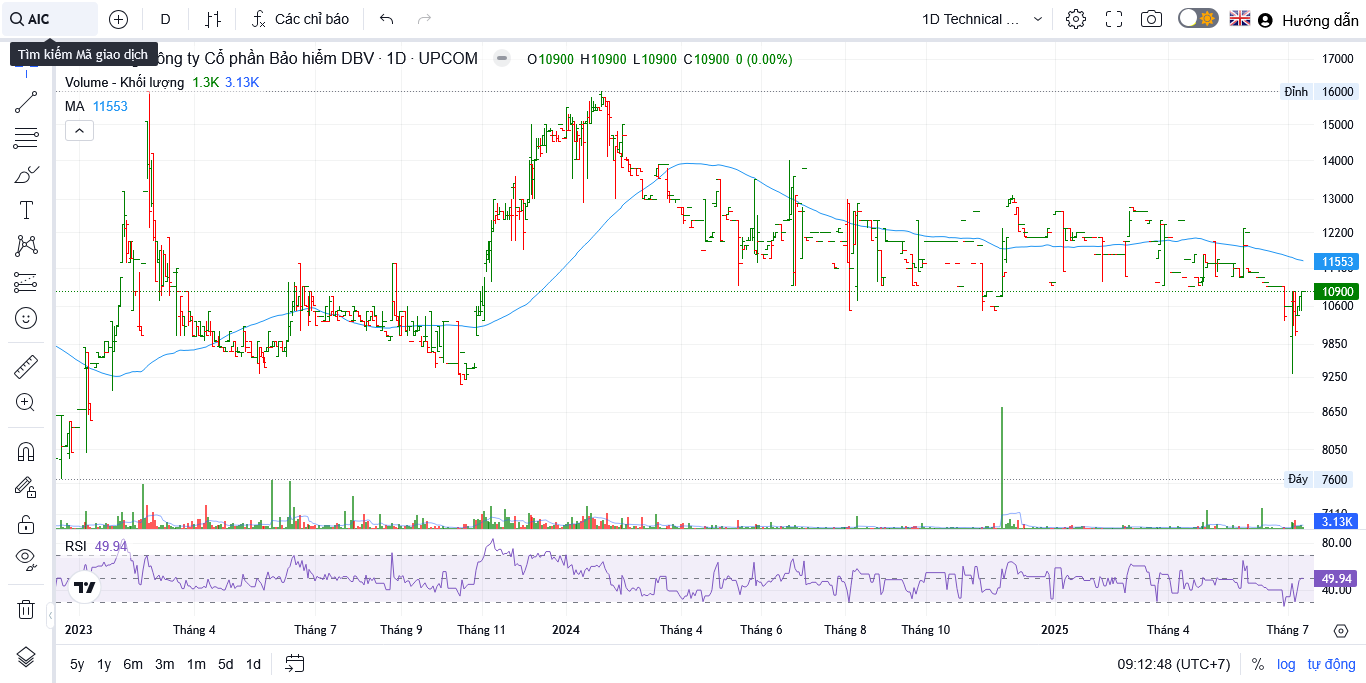 AIC
D
Các chỉ báo
1D Technical ...
Hướng dẫn
Tìm kiếm Mã giao dịch
ông ty Cổ phần Bảo hiểm DBV · 1D · UPCOM
O10900 H10900 L10900 C10900 0 (0.00%)
Volume - Khối lượng 1.3K 3.13K
MA 11553
17000
Đỉnh 16000
15000
14000
13000
12200
11553
10900
10600
9850
9250
8650
8050
Đáy 7600
3.13K
RSI 49.94
80.00
49.94
40.00
2023 Tháng 4 Tháng 7 Tháng 9 Tháng 11 2024 Tháng 4 Tháng 6 Tháng 8 Tháng 10 2025 Tháng 4 Tháng 7
5y 1y 6m 3m 1m 5d 1d
09:12:48 (UTC+7) % log tự động